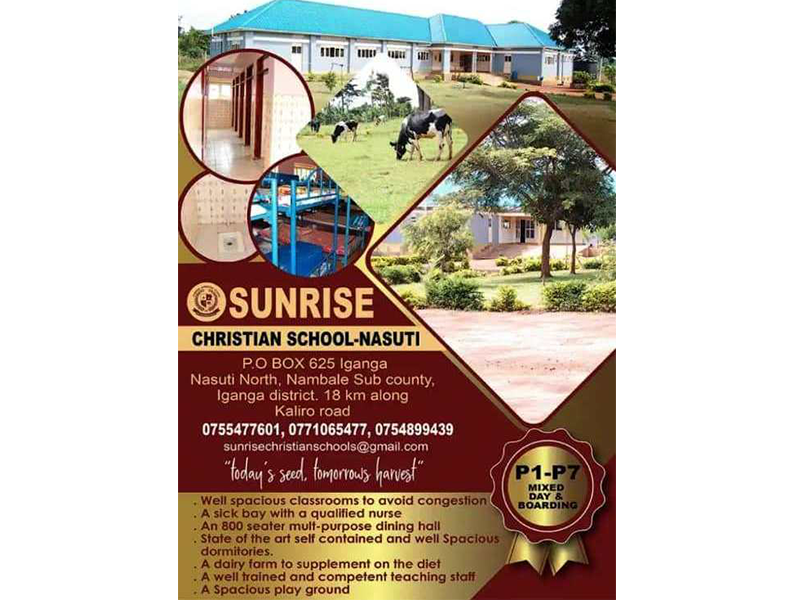 SUNRISE
CHRISTIAN SCHOOL-NASUTI
P.O BOX 625 Iganga
Nasuti North, Nambale Sub county,
Iganga district. 18 km along
Kaliro road
0755477601, 0771065477, 0754899439
sunrisechristianschools@gmail.com
"today's seed, tomorrows harvest"
P1-P7
MIXED
DAY &
BOARDING
. Well spacious classrooms to avoid congestion
. A sick bay with a qualified nurse
. An 800 seater mult-purpose dining hall
. State of the art self contained and well Spacious
dormitories.
. A dairy farm to supplement on the diet
. A well trained and competent teaching staff
. A Spacious play ground